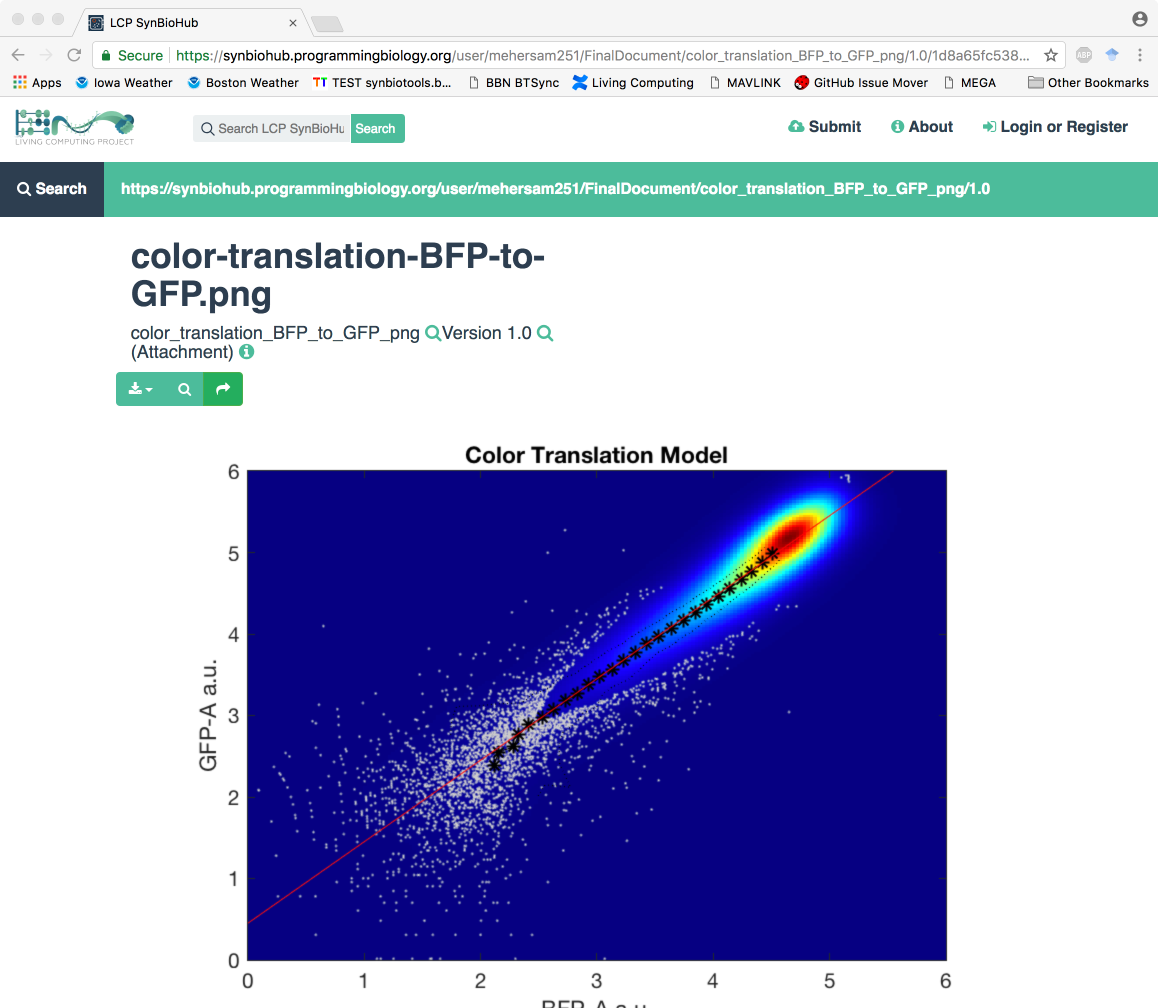 LCP SynBioHub
Secure https://synbiohub.programmingbiology.org/user/mehersam251/FinalDocument/color_translation_BFP_to_GFP_png/1.0/1d8a65fc538...
ABP
Apps Iowa Weather Boston Weather TT TEST synbiotools.b... BBN BTSync Living Computing MAVLINK GitHub Issue Mover MEGA Other Bookmarks
LIVING COMPUTING PROJECT
Search LCP SynBioHu Search Submit About Login or Register
Search https://synbiohub.programmingbiology.org/user/mehersam251/FinalDocument/color_translation_BFP_to_GFP_png/1.0
color-translation-BFP-to-
GFP.png
color_translation_BFP_to_GFP_png Version 1.0
(Attachment)
Color Translation Model
6
5
4
3
2
1
0
GFP-A a.u.
0 1 2 3 4 5 6
BFP-A a.u.